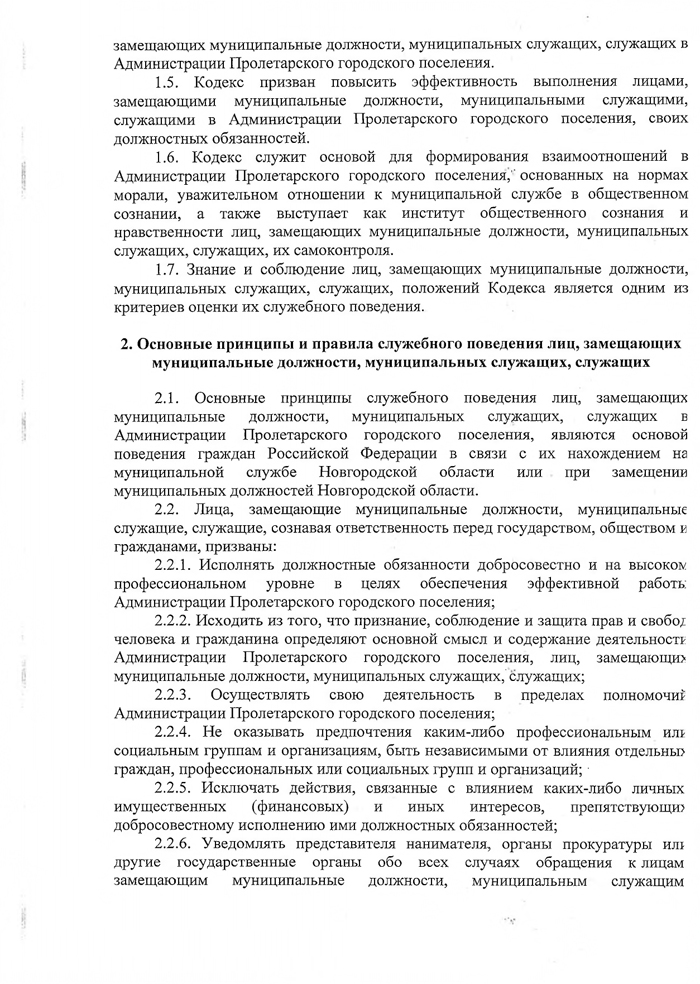 замещающих муниципальные должности, муниципальных служащих, служащих в
Администрации Пролетарского городского поселения.
1.5. Кодекс призван повысить эффективность выполнения лицами,
замещающими муниципальные должности, муниципальными служащими,
служащими в Администрации Пролетарского городского поселения, своих
должностных обязанностей.
1.6. Кодекс служит основой для формирования взаимоотношений в
Администрации Пролетарского городского поселения, основанных на нормах
морали, уважительном отношении к муниципальной службе в общественном
сознании, а также выступает как институт общественного сознания и
нравственности лиц, замещающих муниципальные должности, муниципальных
служащих, служащих, их самоконтроля.
1.7. Знание и соблюдение лиц, замещающих муниципальные должности,
муниципальных служащих, служащих, положений Кодекса является одним из
критериев оценки их служебного поведения.
2. Основные принципы и правила служебного поведения лиц, замещающих
муниципальные должности, муниципальных служащих, служащих
2.1. Основные принципы служебного поведения лиц, замещающих
муниципальные должности, муниципальных служащих, служащих в
Администрации Пролетарского городского поселения, являются основой
поведения граждан Российской Федерации в связи с их нахождением на
муниципальной службе Новгородской области или при замещении
муниципальных должностей Новгородской области.
2.2. Лица, замещающие муниципальные должности, муниципальные
служащие, служащие, сознавая ответственность перед государством, обществом и
гражданами, призваны:
2.2.1. Исполнять должностные обязанности добросовестно и на высоком
профессиональном уровне в целях обеспечения эффективной работы
Администрации Пролетарского городского поселения;
2.2.2. Исходить из того, что признание, соблюдение и защита прав и свобод
человека и гражданина определяют основной смысл и содержание деятельности
Администрации Пролетарского городского поселения, лиц, замещающих
муниципальные должности, муниципальных служащих, служащих;
2.2.3. Осуществлять свою деятельность в пределах полномочий
Администрации Пролетарского городского поселения;
2.2.4. Не оказывать предпочтения каким-либо профессиональным или
социальным группам и организациям, быть независимыми от влияния отдельных
граждан, профессиональных или социальных групп и организаций;
2.2.5. Исключать действия, связанные с влиянием каких-либо личных,
имущественных (финансовых) и иных интересов, препятствующих
добросовестному исполнению ими должностных обязанностей;
2.2.6. Уведомлять представителя нанимателя, органы прокуратуры или
другие государственные органы обо всех случаях обращения к лицам,
замещающим муниципальные должности, муниципальным служащим,